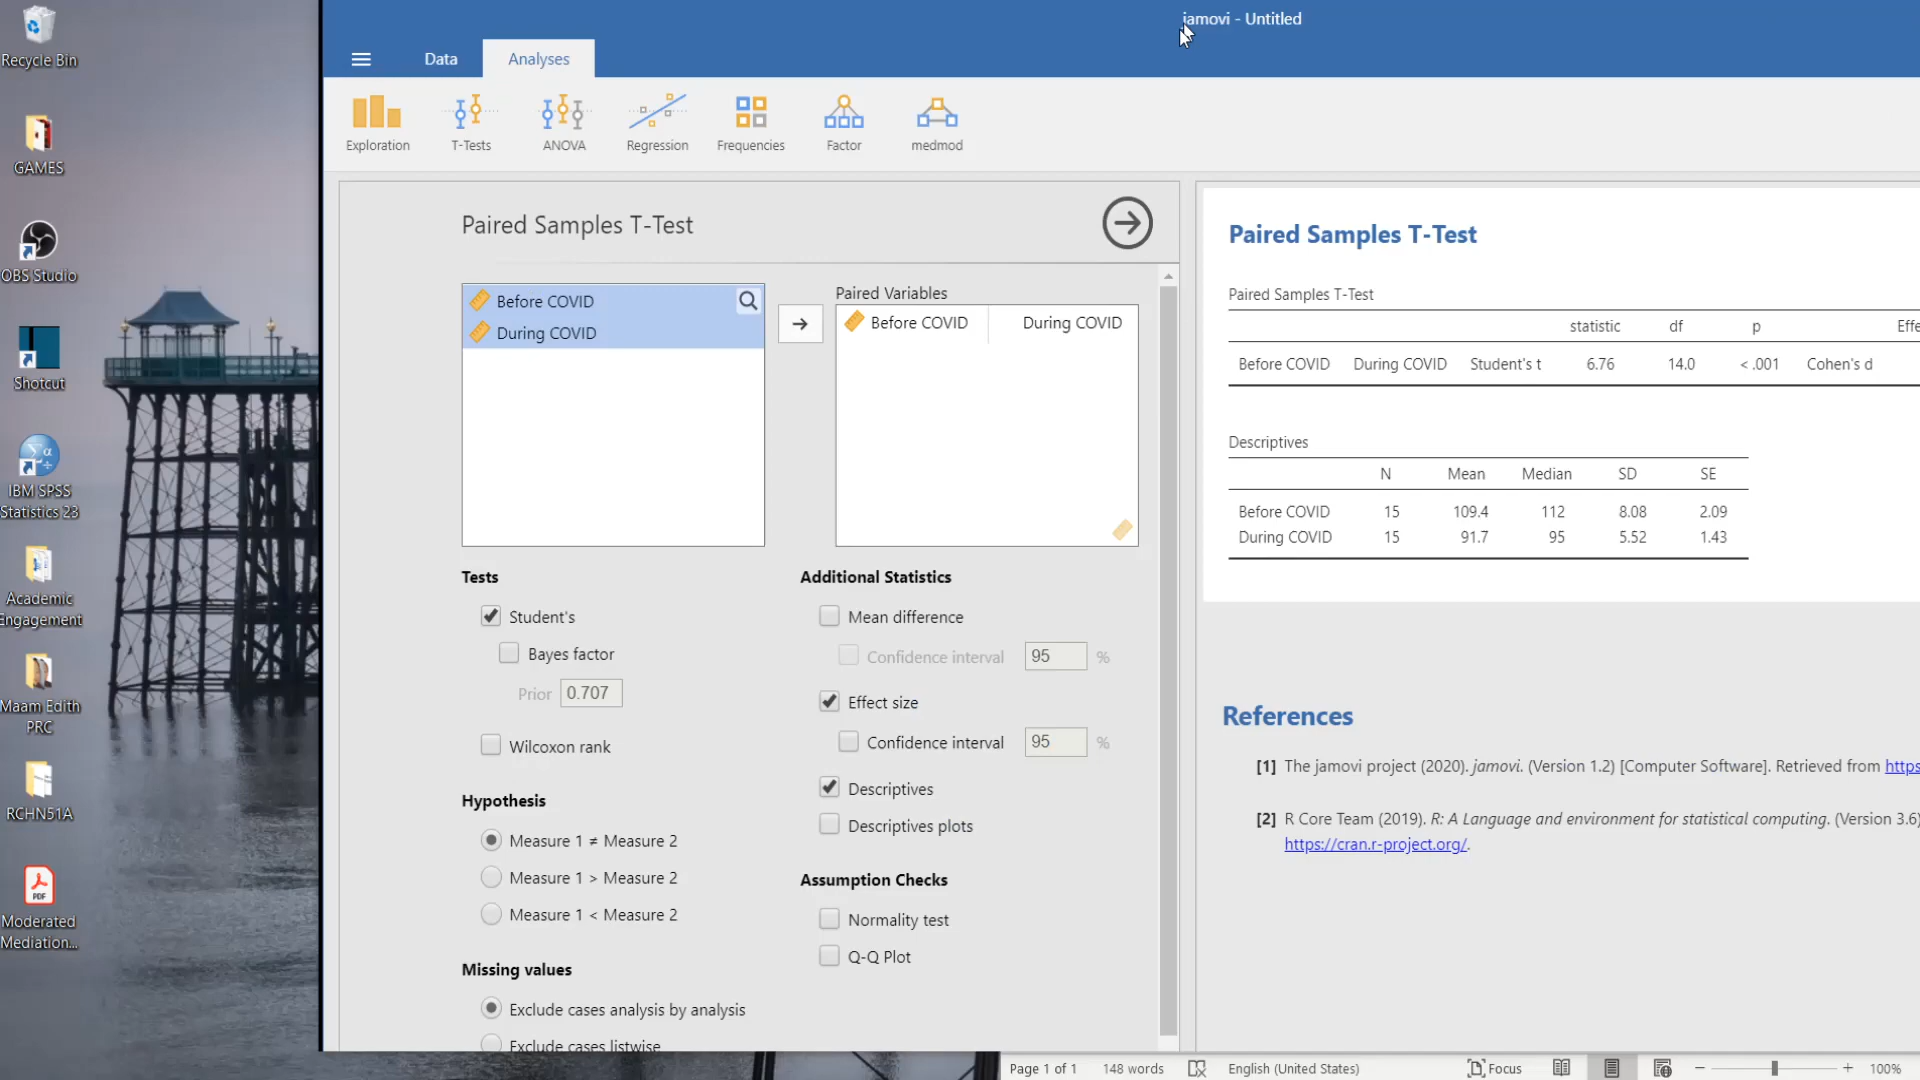 jamovi - Untitled
Data
Analyses
Exploration
T-Tests
ANOVA
Regression
Frequencies
Factor
medmod
Recycle Bin
GAMES
OBS Studio
Shotcut
IBM SPSS
Statistics 23
Academic
Engagement
Maam Edith
PRC
RCHN51A
PDF
Moderated
Mediation...
Paired Samples T-Test
Before COVID
During COVID
Paired Variables
Before COVID During COVID
Tests
Student's
Bayes factor
Prior 0.707
Wilcoxon rank
Hypothesis
Measure 1 ≠ Measure 2
Measure 1 > Measure 2
Measure 1 < Measure 2
Missing values
Exclude cases analysis by analysis
Exclude cases listwise
Additional Statistics
Mean difference
Confidence interval 95 %
Effect size
Confidence interval 95 %
Descriptives
Descriptives plots
Assumption Checks
Normality test
Q-Q Plot
Paired Samples T-Test
Paired Samples T-Test
statistic df p Effe
Before COVID During COVID Student's t 6.76 14.0 < .001 Cohen's d
Descriptives
N Mean Median SD SE
Before COVID 15 109.4 112 8.08 2.09
During COVID 15 91.7 95 5.52 1.43
References
[1] The jamovi project (2020). jamovi. (Version 1.2) [Computer Software]. Retrieved from https
[2] R Core Team (2019). R: A Language and environment for statistical computing. (Version 3.6)
https://cran.r-project.org/.
Page 1 of 1 148 words English (United States) Focus 100%